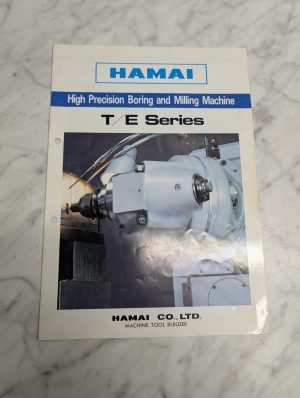 HAMAI
High Precision Boring and Milling Machine
T/E Series
HAMAI CO., LTD.
MACHINE TOOL BUILDER